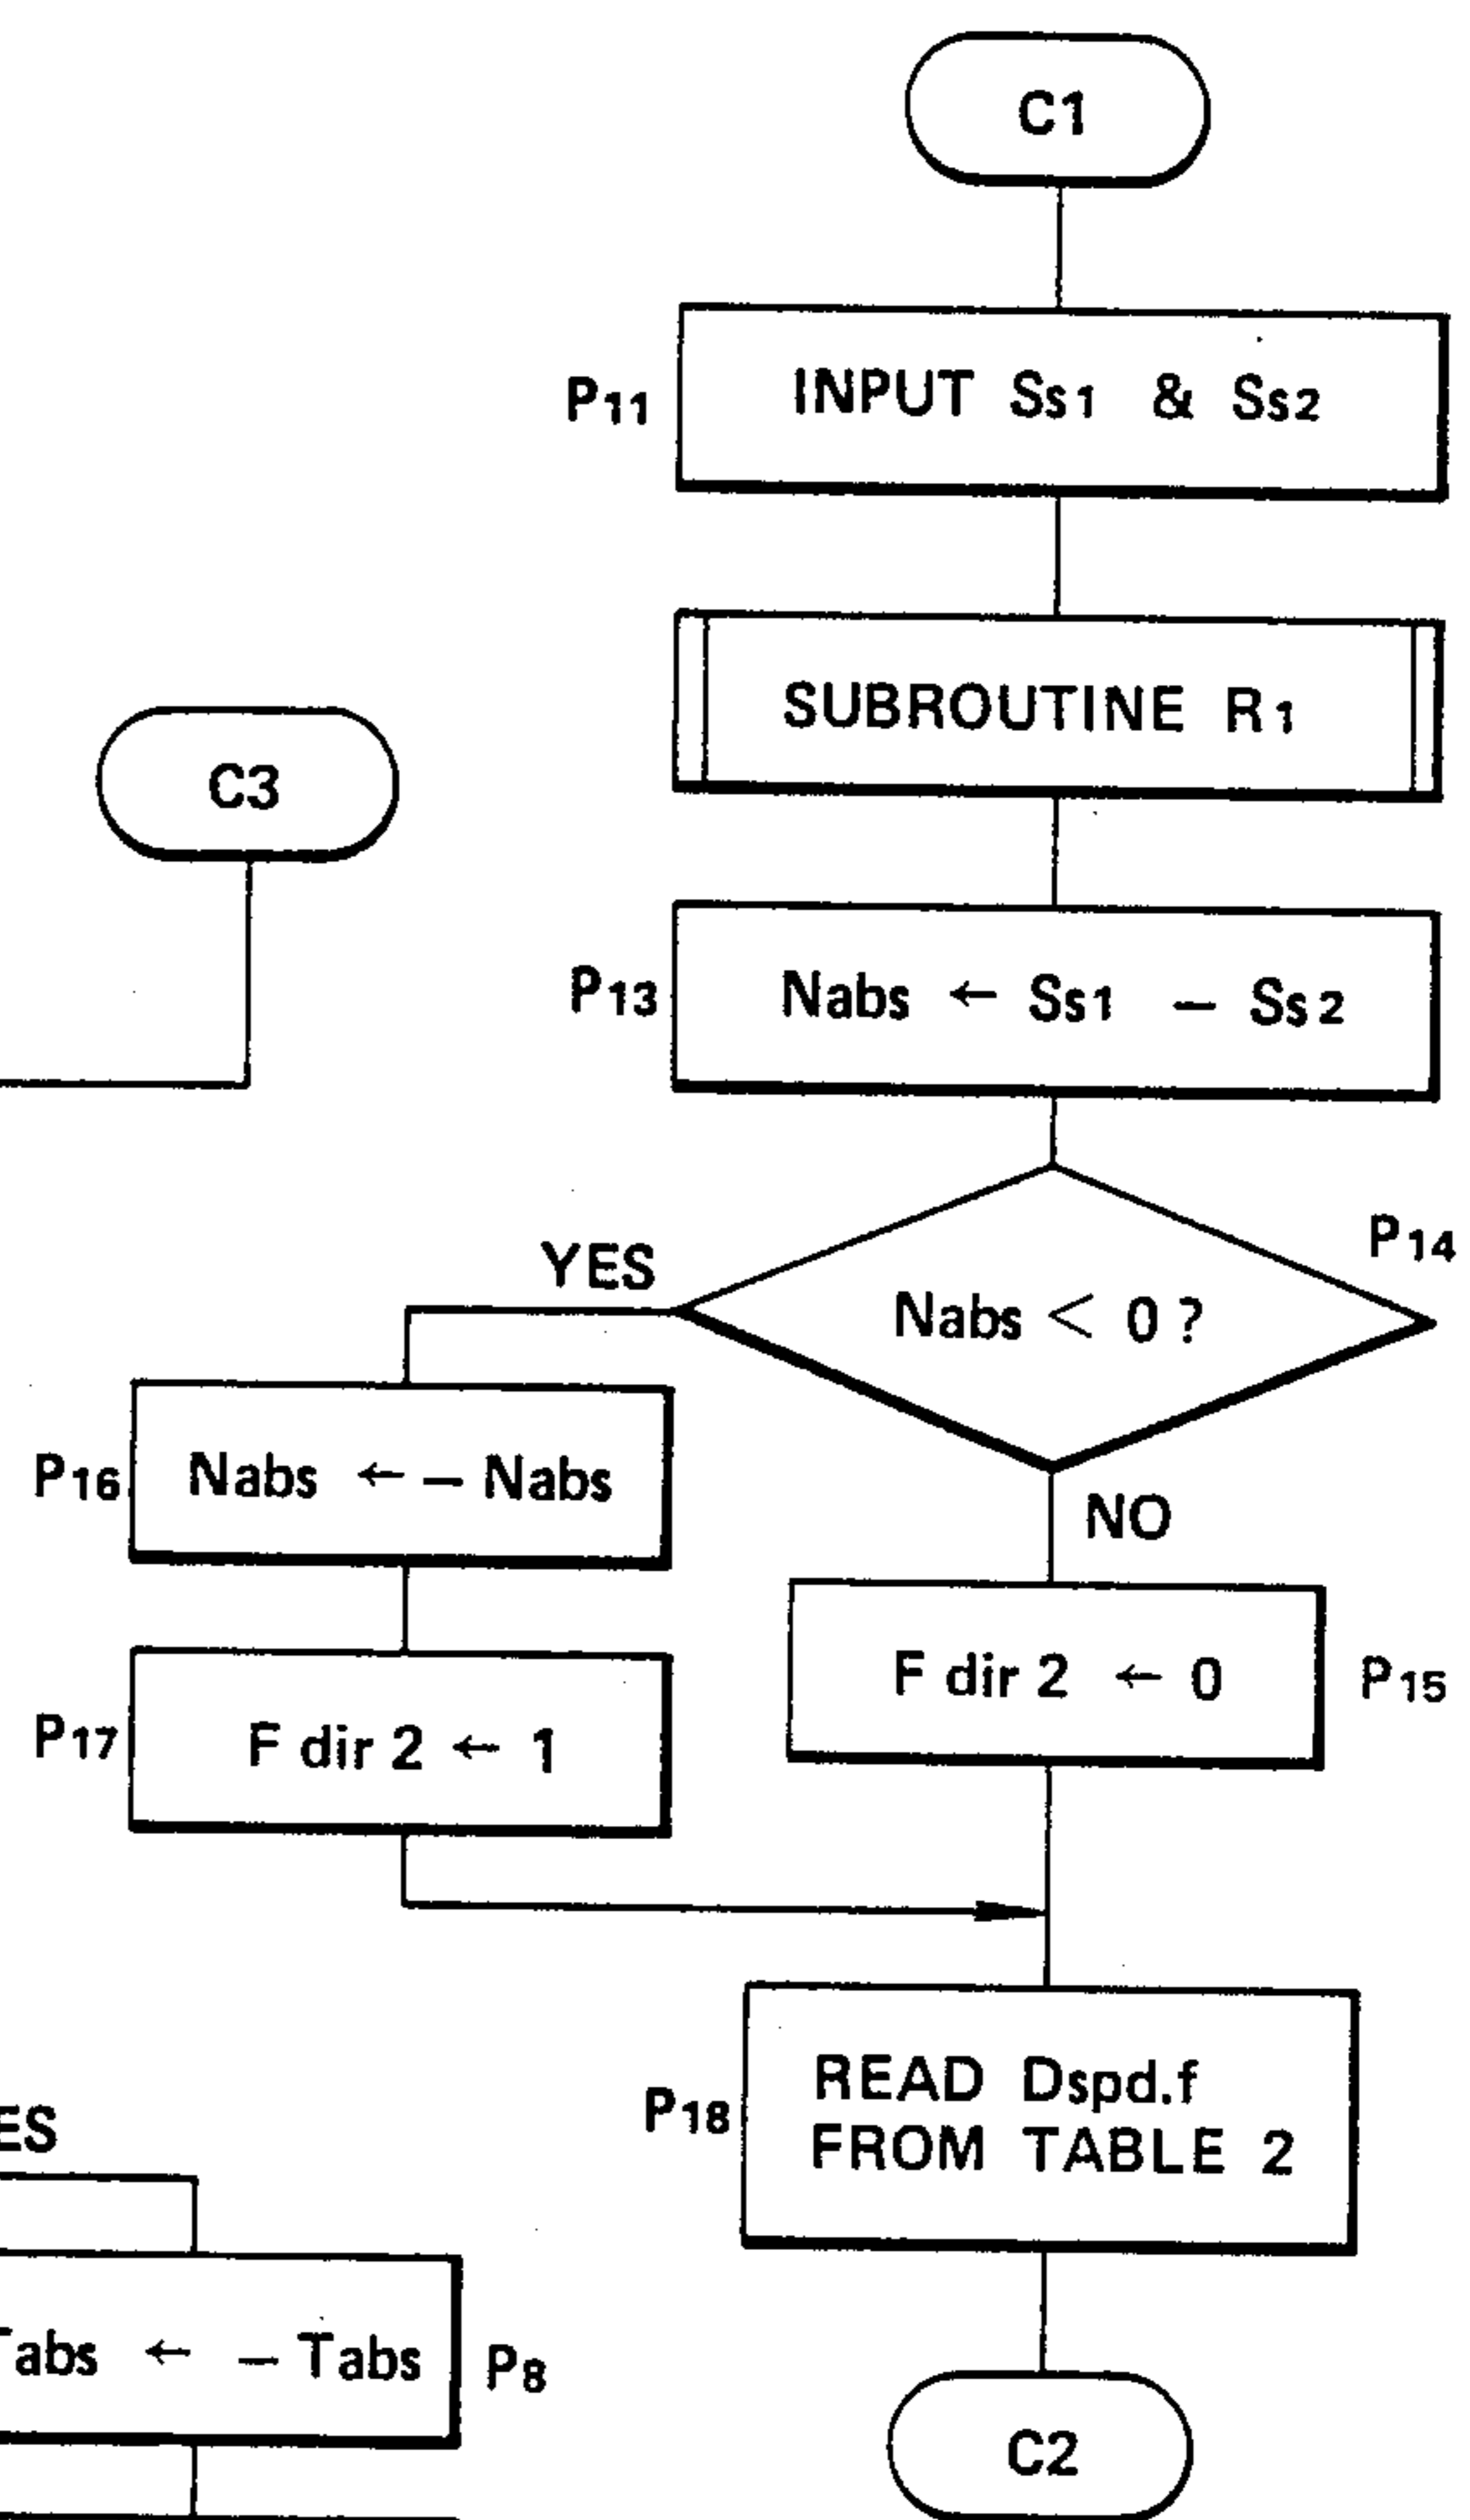 C1
P11
INPUT Ss1 & Ss2
SUBROUTINE R1
C3
P13
Nabs ← Ss1 – Ss2
P14
YES
Nabs < 0 ?
P16
Nabs ← – Nabs
NO
F dir 2 ← 0
P15
P17
F dir 2 ← 1
P18
READ Dspd.f
FROM TABLE 2
ES
Tabs ← – Tabs
P8
C2